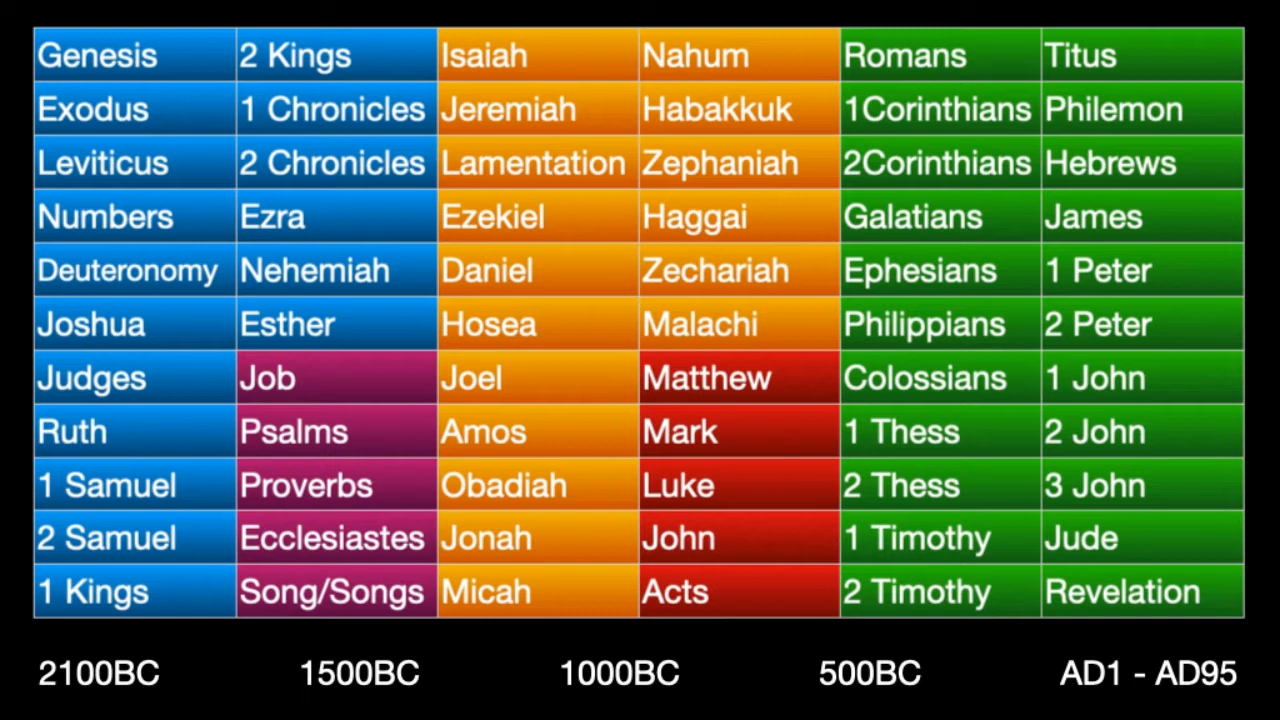 Genesis 2 Kings Isaiah Nahum Romans Titus
Exodus 1 Chronicles Jeremiah Habakkuk 1Corinthians Philemon
Leviticus 2 Chronicles Lamentation Zephaniah 2Corinthians Hebrews
Numbers Ezra Ezekiel Haggai Galatians James
Deuteronomy Nehemiah Daniel Zechariah Ephesians 1 Peter
Joshua Esther Hosea Malachi Philippians 2 Peter
Judges Job Joel Matthew Colossians 1 John
Ruth Psalms Amos Mark 1 Thess 2 John
1 Samuel Proverbs Obadiah Luke 2 Thess 3 John
2 Samuel Ecclesiastes Jonah John 1 Timothy Jude
1 Kings Song/Songs Micah Acts 2 Timothy Revelation
2100BC 1500BC 1000BC 500BC AD1 - AD95